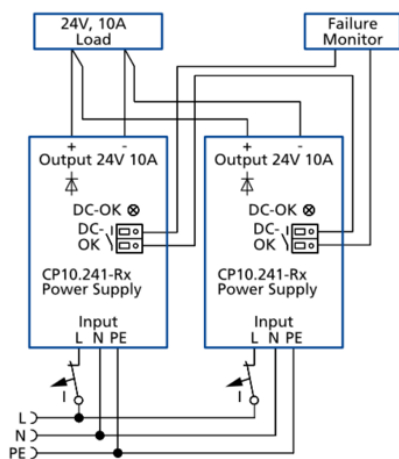 24V, 10A
Load
Failure
Monitor
+ -
Output 24V 10A
DC-OK
DC-
OK
CP10.241-Rx
Power Supply
Input
L N PE
I
+ -
Output 24V 10A
DC-OK
DC-
OK
CP10.241-Rx
Power Supply
Input
L N PE
I
L
N
PE